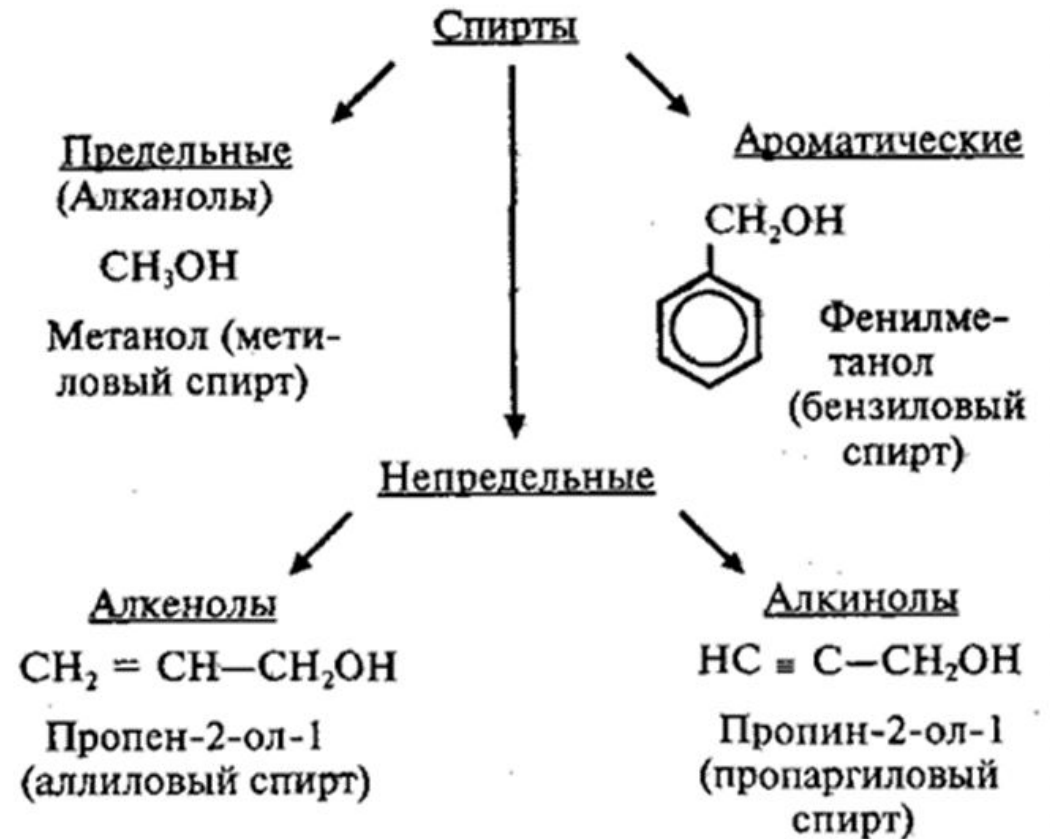 Спирты
Предельные
(Алканолы)
CH₃OH
Метанол (мети-
ловый спирт)
Ароматические
CH₂OH
Фенилме-
танол
(бензиловый
спирт)
Непредельные
Алкенолы
CH₂ = CH—CH₂OH
Пропен-2-ол-1
(аллиловый спирт)
Алкинолы
HC ≡ C—CH₂OH
Пропин-2-ол-1
(пропаргиловый
спирт)